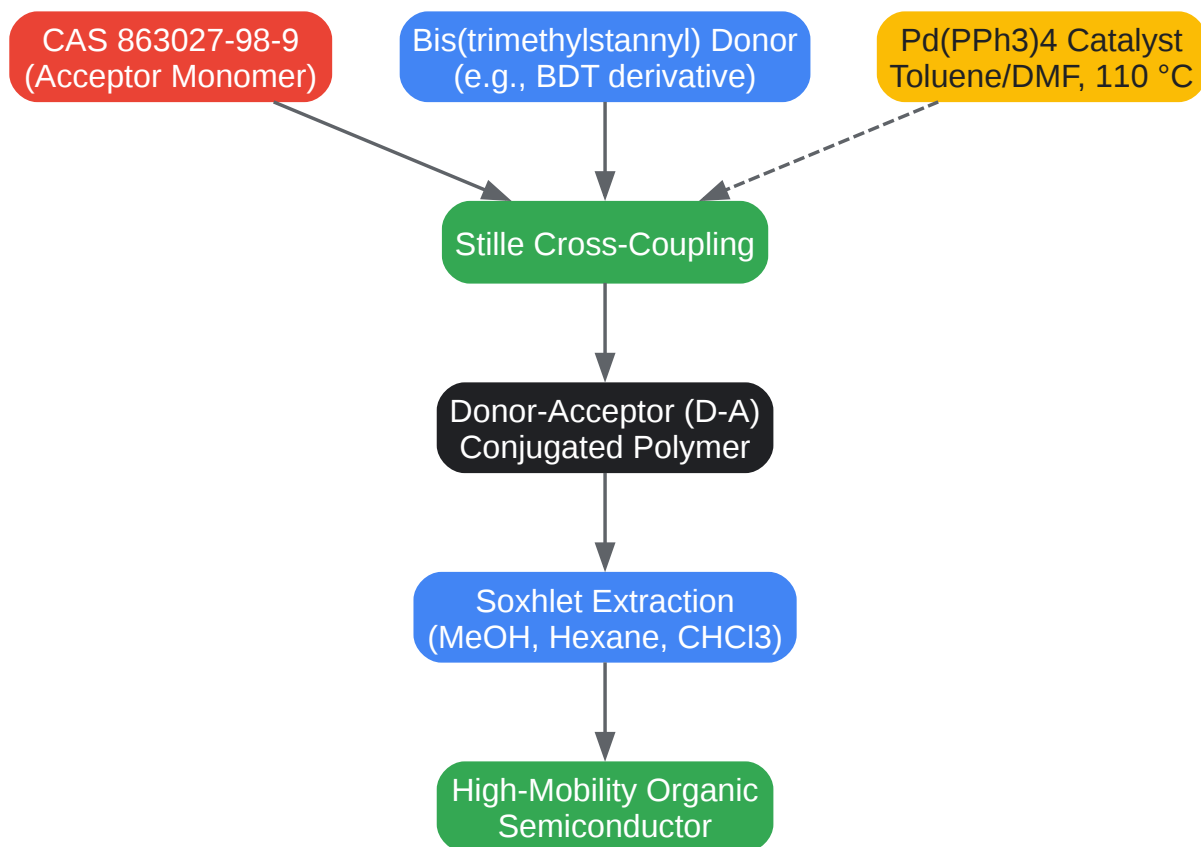 CAS 863027-98-9
(Acceptor Monomer)
Bis(trimethylstannyl) Donor
(e.g., BDT derivative)
Pd(PPh3)4 Catalyst
Toluene/DMF, 110 °C
Stille Cross-Coupling
Donor-Acceptor (D-A)
Conjugated Polymer
Soxhlet Extraction
(MeOH, Hexane, CHCl3)
High-Mobility Organic
Semiconductor